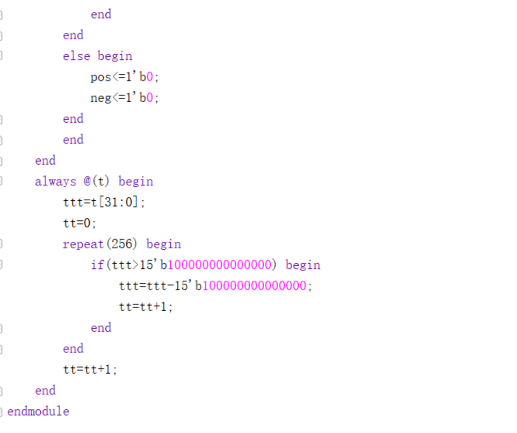 end
end
else begin
pos<=1'b0;
neg<=1'b0;
end
end
end
always @(t) begin
ttt=t[31:0];
tt=0;
repeat(256) begin
if(ttt>15'b100000000000000) begin
ttt=ttt-15'b100000000000000;
tt=tt+1;
end
end
tt=tt+1;
end
endmodule